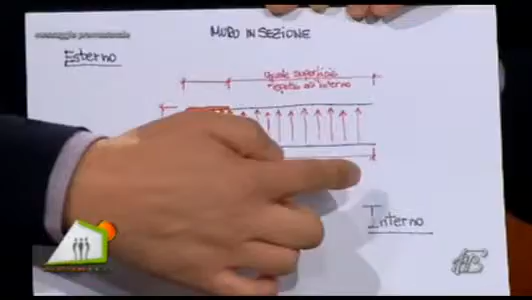 messaggio promozionale
MURO IN SEZIONE
Esterno
uguale superficie
rispetto all'interno
Interno